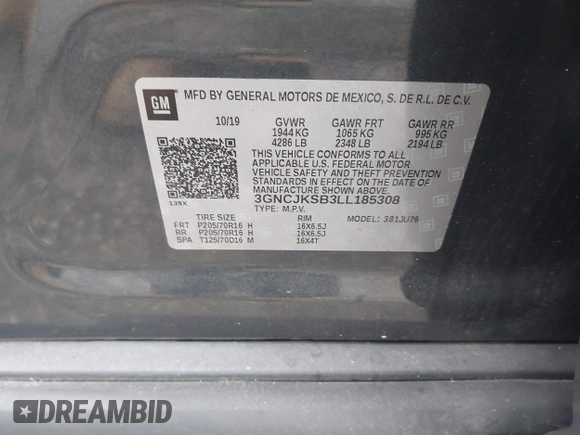 GM
MFD BY GENERAL MOTORS DE MEXICO, S. DE R.L. DE C.V.
10/19 GVWR GAWR FRT GAWR RR
1944 KG 1065 KG 995 KG
4286 LB 2348 LB 2194 LB
THIS VEHICLE CONFORMS TO ALL
APPLICABLE U.S. FEDERAL MOTOR
VEHICLE SAFETY AND THEFT
PREVENTION STANDARDS IN EFFECT
ON THE DATE OF MANUFACTURE
SHOWN ABOVE.
139X 3GNCJKSB3LL185308
TYPE: M.P.V.
TIRE SIZE RIM MODEL: 381JU76
FRT P205/70R16 H 16X6.5J
RR P205/70R16 H 16X6.5J
SPA T125/70D16 M 16X4T
DREAMBID